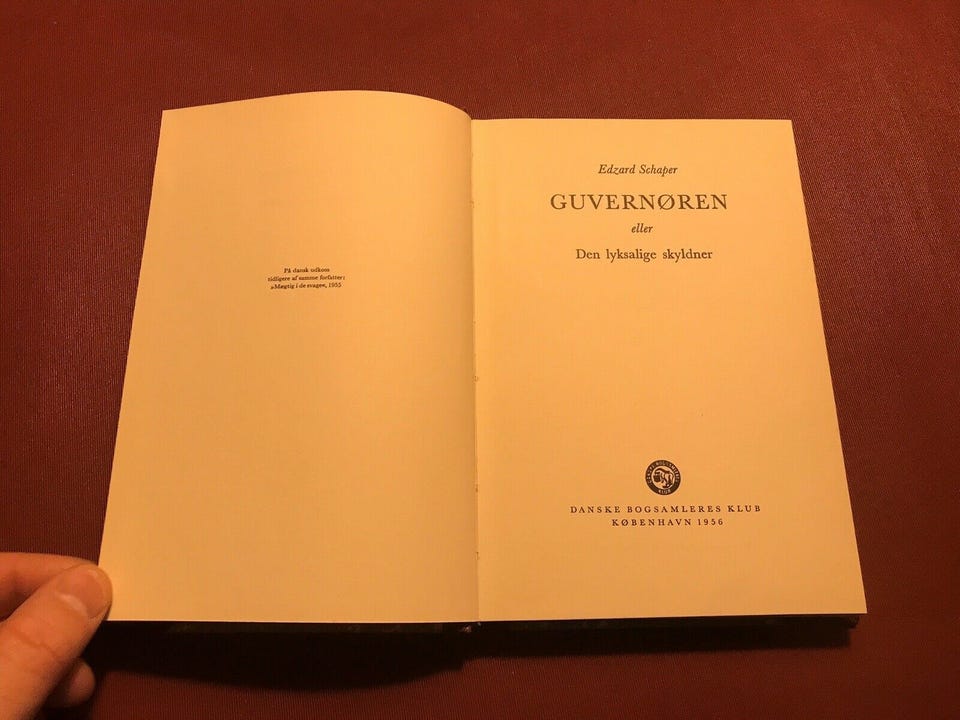 På dansk udkom
tidligere af samme forfatter:
»Mægtig i de svage«, 1955
Edzard Schaper
GUVERNØREN
eller
Den lyksalige skyldner
KLUB
DANSKE BOGSAMLERES KLUB
KØBENHAVN 1956